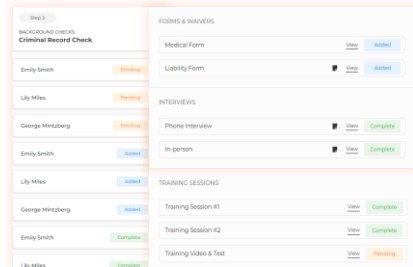 Step 2
BACKGROUND CHECKS
Criminal Record Check
Emily Smith Pending
Lily Miles Pending
George Mintzberg Pending
Emily Smith Added
Lily Miles Added
George Mintzberg Added
Emily Smith Complete
Lily Miles Complete
FORMS & WAIVERS
Medical Form View Added
Liability Form View Added
INTERVIEWS
Phone Interview View Complete
In-person View Complete
TRAINING SESSIONS
Training Session #1 View Complete
Training Session #2 View Complete
Training Video & Test View Pending